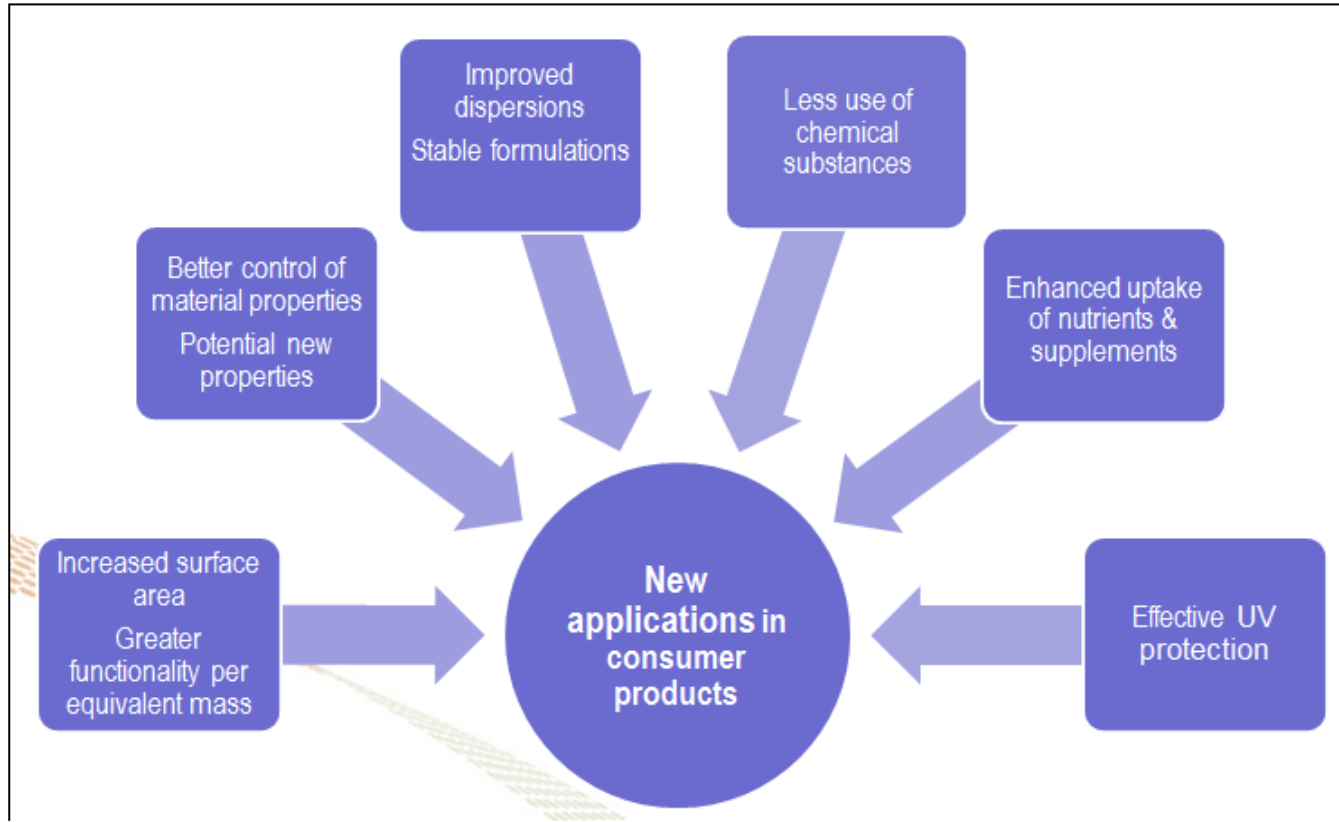 Improved
dispersions
Stable formulations
Less use of
chemical
substances
Better control of
material properties
Potential new
properties
Enhanced uptake
of nutrients &
supplements
Increased surface
area
Greater
functionality per
equivalent mass
New
applications in
consumer
products
Effective UV
protection